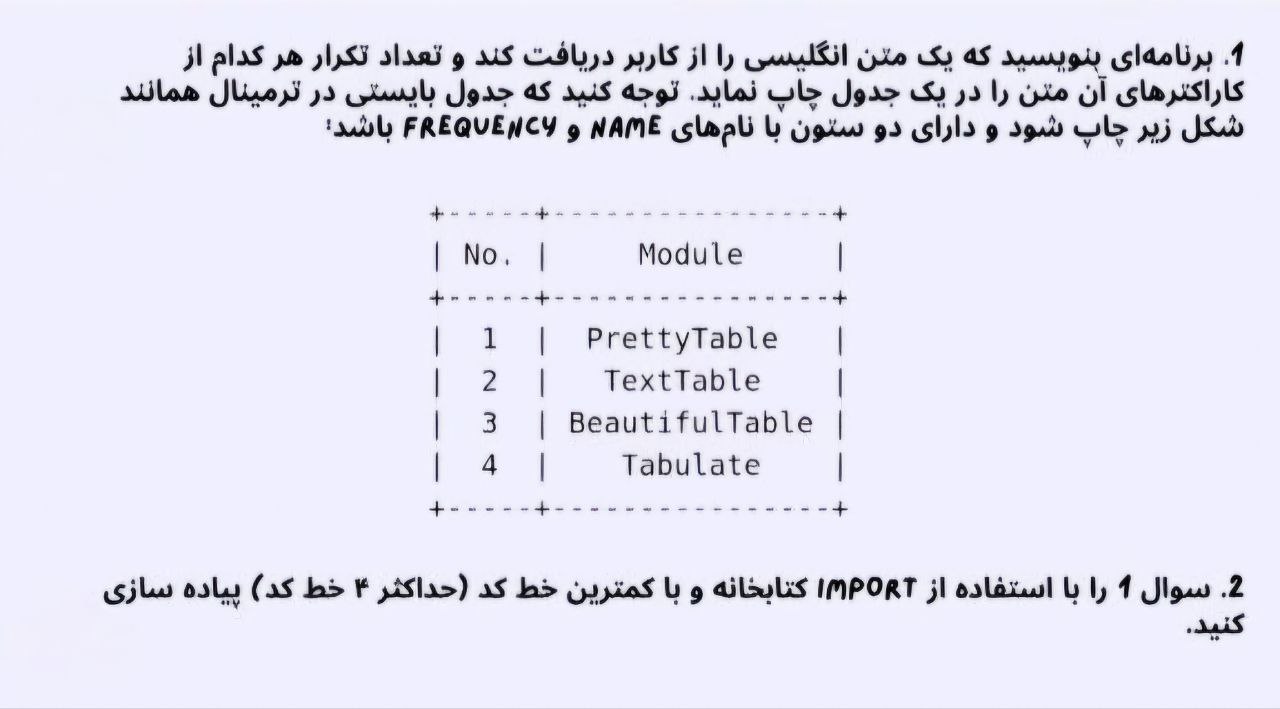 1. برنامه‌ای بنویسید که یک متن انگلیسی را از کاربر دریافت کند و تعداد تکرار هر کدام از
کاراکترهای آن متن را در یک جدول چاپ نماید. توجه کنید که جدول بایستی در ترمینال همانند
شکل زیر چاپ شود و دارای دو ستون با نام‌های NAME و FREQUENCY باشد:
+-----+----------------+
| No. |     Module     |
+-----+----------------+
|  1  |  PrettyTable   |
|  2  |   TextTable    |
|  3  | BeautifulTable |
|  4  |    Tabulate    |
+-----+----------------+
2. سوال 1 را با استفاده از IMPORT کتابخانه و با کمترین خط کد (حداکثر ۴ خط کد) پیاده سازی
کنید.